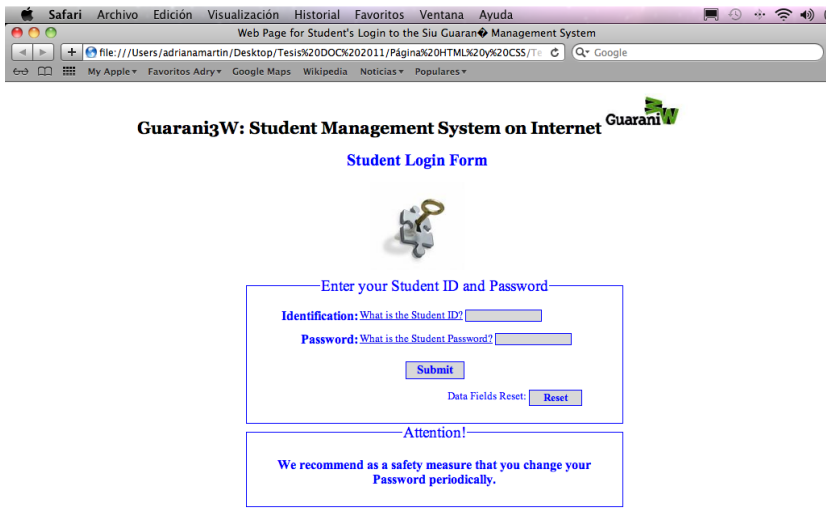 Safari Archivo Edición Visualización Historial Favoritos Ventana Ayuda
Web Page for Student's Login to the Siu Guaran� Management System
file:///Users/adrianamartin/Desktop/Tesis%20DOC%202011/Página%20HTML%20y%20CSS/Te Google
My Apple Favoritos Adry Google Maps Wikipedia Noticias Populares
Guarani3W: Student Management System on Internet GuaraniW
Student Login Form
Enter your Student ID and Password
Identification: What is the Student ID?
Password: What is the Student Password?
Submit
Data Fields Reset: Reset
Attention!
We recommend as a safety measure that you change your
Password periodically.